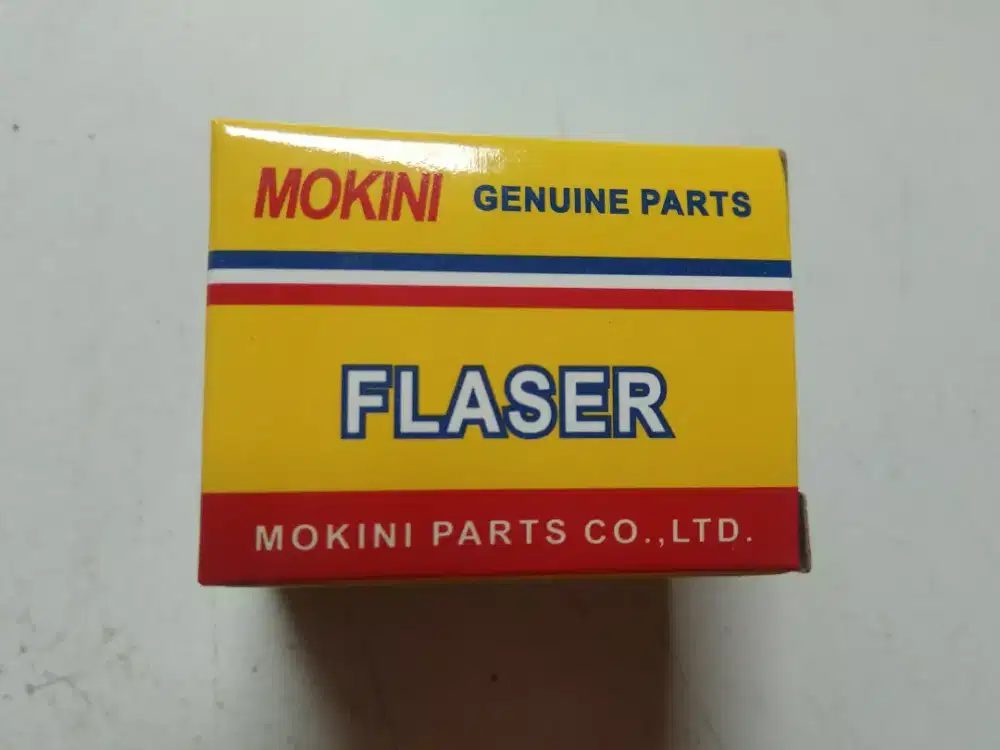 MOKINI GENUINE PARTS
FLASER
MOKINI PARTS CO.,LTD.